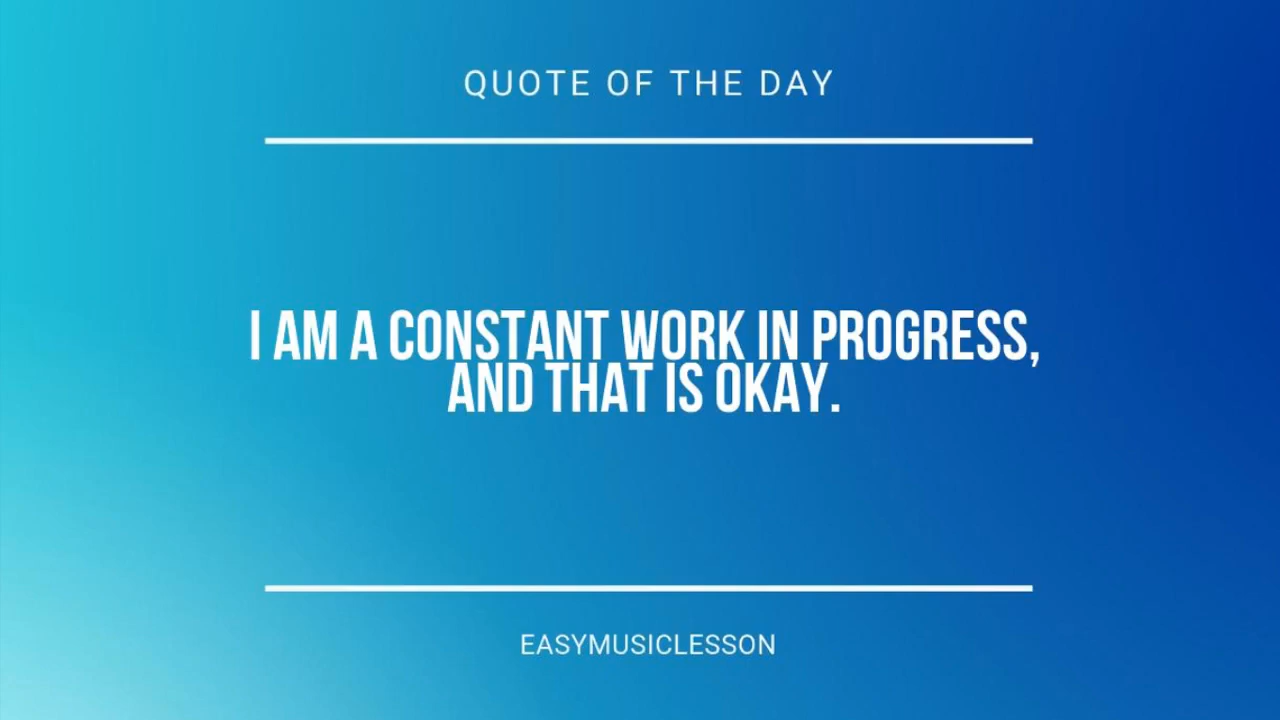 QUOTE OF THE DAY
I AM A CONSTANT WORK IN PROGRESS,
AND THAT IS OKAY.
EASYMUSICLESSON